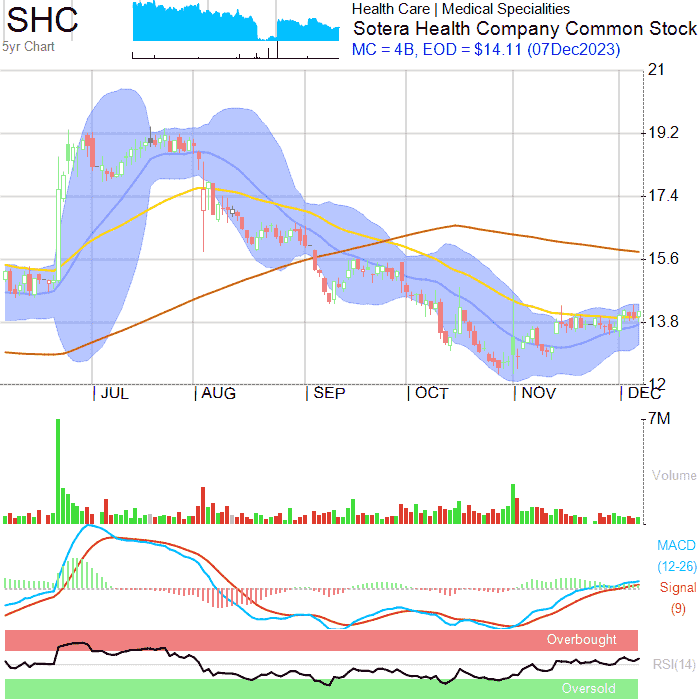 SHC
5yr Chart
Health Care | Medical Specialities
Sotera Health Company Common Stock
MC = 4B, EOD = $14.11 (07Dec2023)
21
19.2
17.4
15.6
13.8
12
JUL AUG SEP OCT NOV DEC
7M
Volume
MACD
(12-26)
Signal
(9)
Overbought
RSI(14)
Oversold